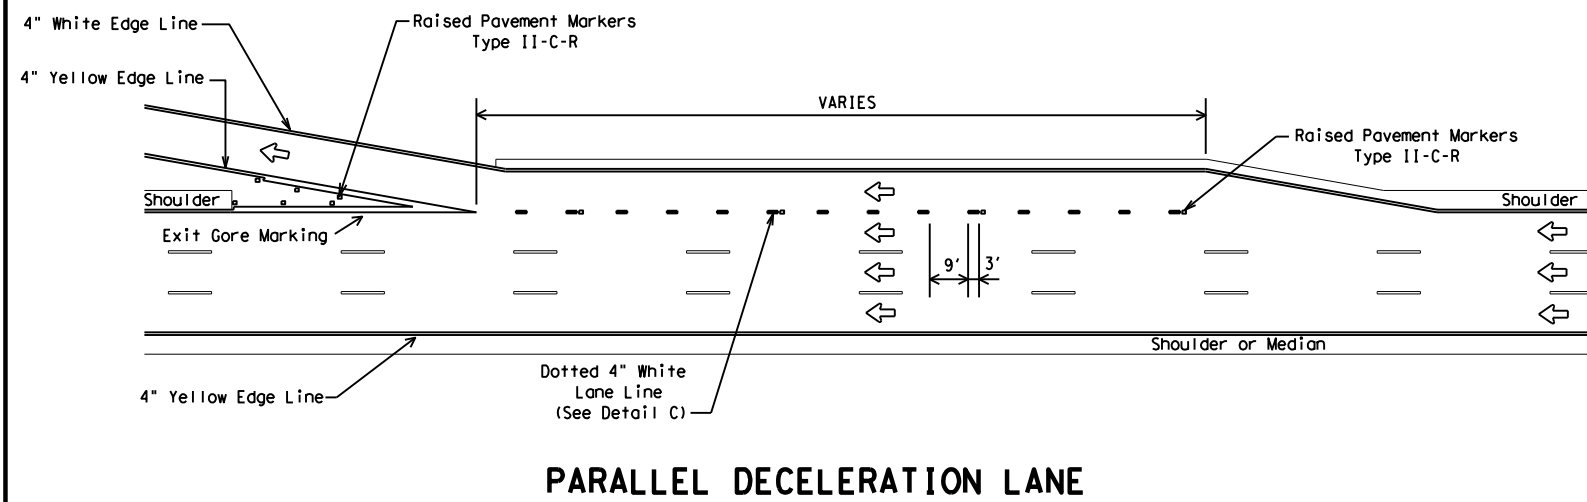 4" White Edge Line
Raised Pavement Markers
Type II-C-R
4" Yellow Edge Line
VARIES
Raised Pavement Markers
Type II-C-R
Shoulder
Shoulder
Exit Gore Marking
9'
3'
Shoulder or Median
Dotted 4" White
Lane Line
(See Detail C)
4" Yellow Edge Line
PARALLEL DECELERATION LANE